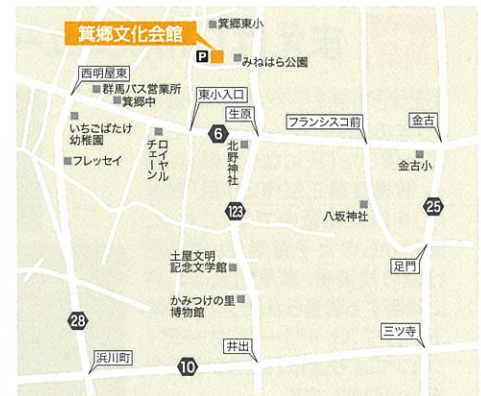 箕郷東小
箕郷文化会館
P
みねはら公園
西明屋東
群馬バス営業所
箕郷中
東小入口
生原
フランシスコ前
金古
いちごばたけ
幼稚園
フレッセイ
ロイヤル
チェーン
6
北野神社
金古小
123
八坂神社
25
土屋文明
記念文学館
足門
かみつけの里
博物館
28
三ツ寺
浜川町
10
井出